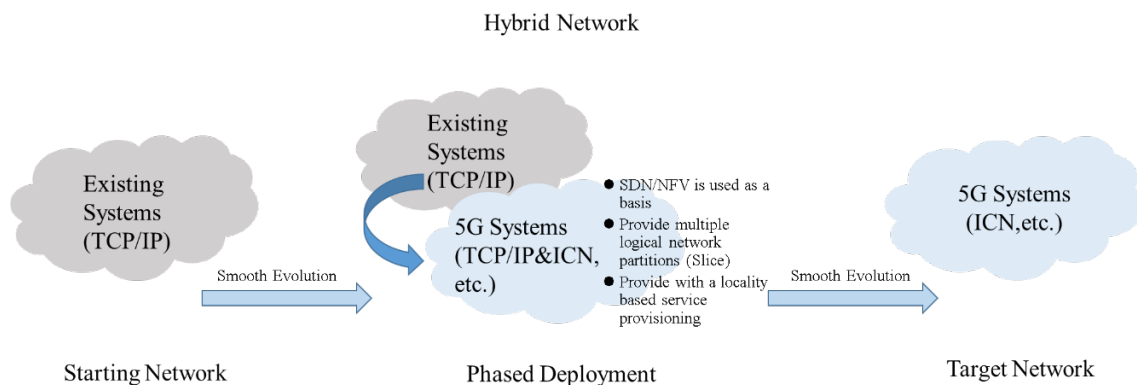 Hybrid Network
Existing
Systems
(TCP/IP)
Smooth Evolution
Starting Network
Existing
Systems
(TCP/IP)
5G Systems
(TCP/IP&ICN,
etc.)
● SDN/NFV is used as a
basis
● Provide multiple
logical network
partitions (Slice)
● Provide with a locality
based service
provisioning
Phased Deployment
Smooth Evolution
5G Systems
(ICN,etc.)
Target Network